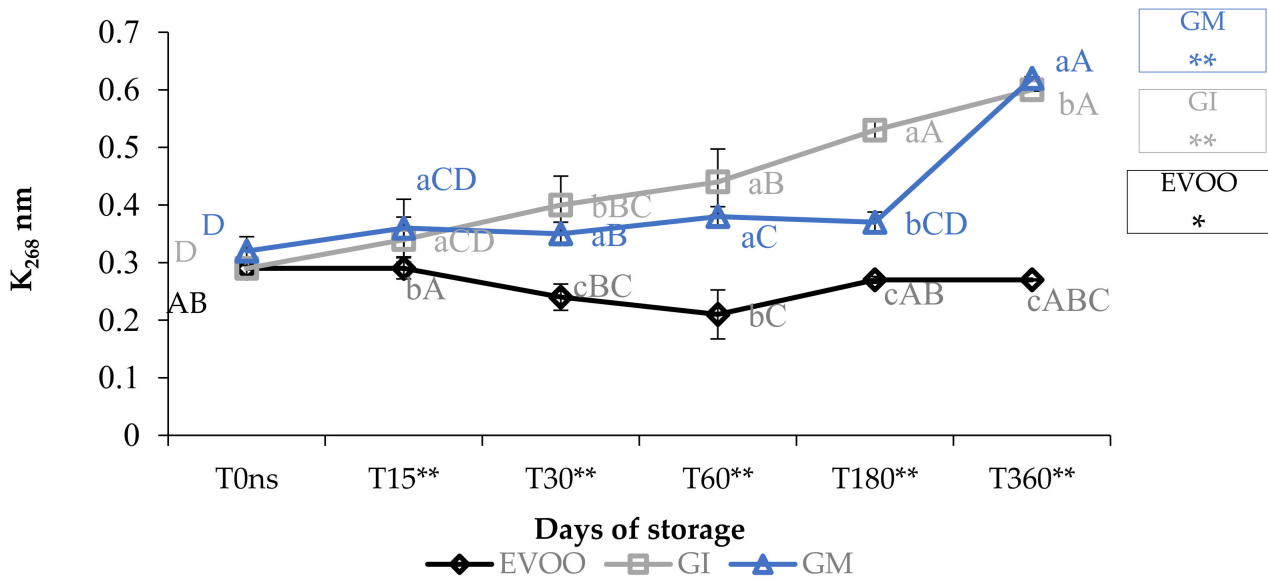 0.7
0.6
0.5
0.4
0.3
0.2
0.1
0
K268 nm
D
D
AB
aCD
aCD
bA
bBC
aB
cBC
aB
aC
bC
aA
bCD
cAB
aA
bA
cABC
GM
**
GI
**
EVOO
*
T0ns T15** T30** T60** T180** T360**
Days of storage
EVOO GI GM